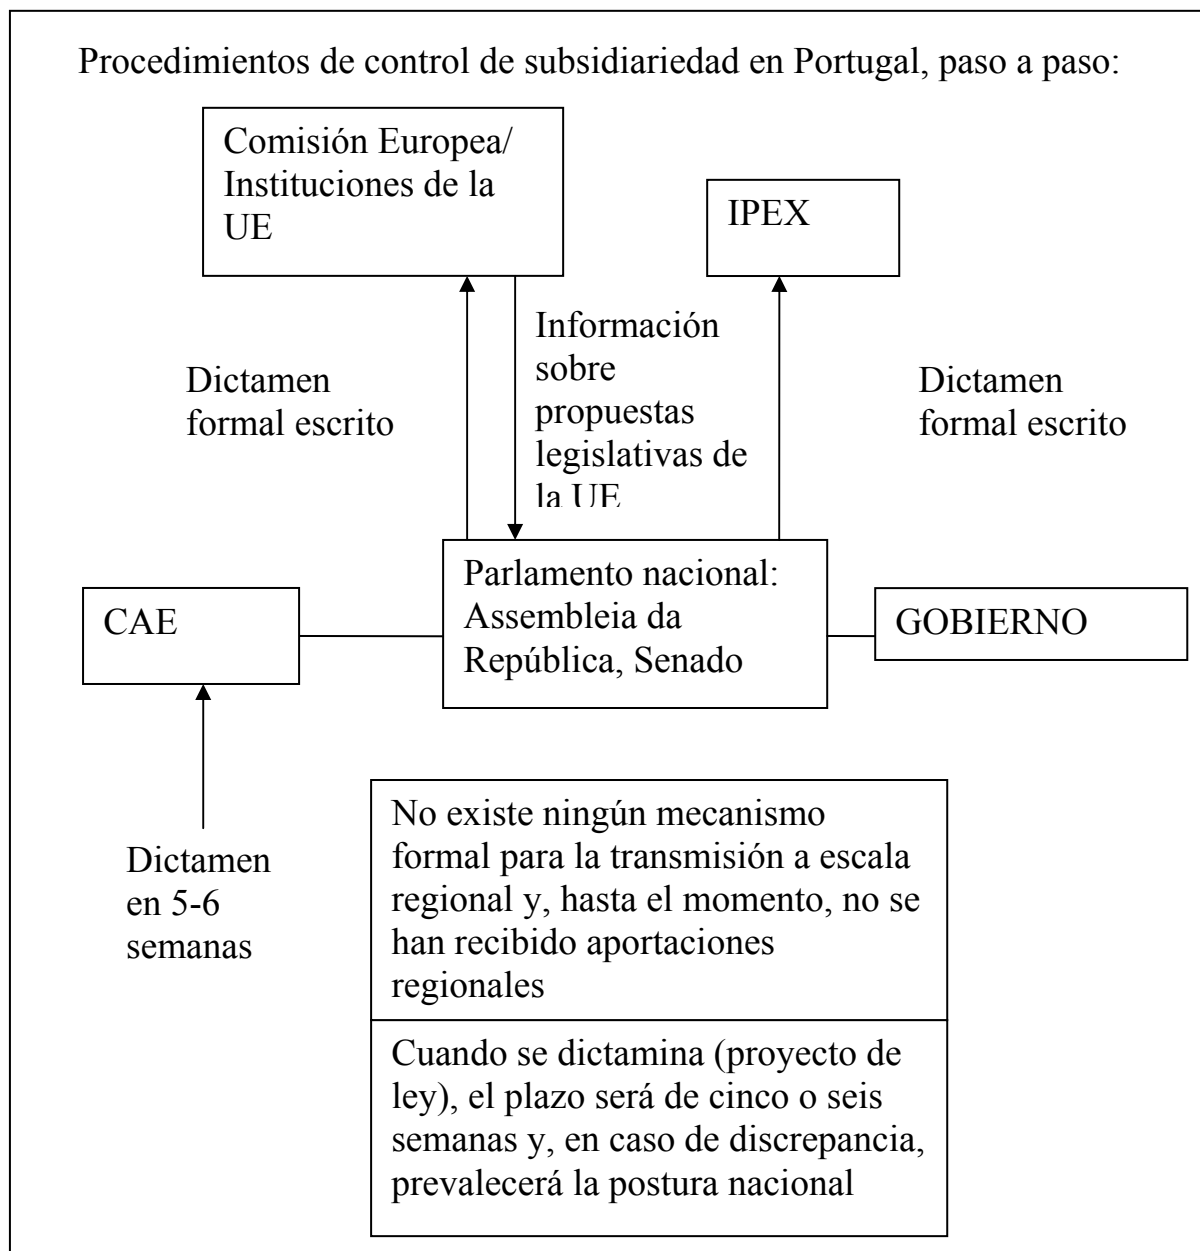 Procedimientos de control de subsidiariedad en Portugal, paso a paso:
Comisión Europea/
Instituciones de la
UE
IPEX
Dictamen
formal escrito
Información
sobre
propuestas
legislativas de
la UE
Dictamen
formal escrito
CAE
Parlamento nacional:
Assembleia da
República, Senado
GOBIERNO
Dictamen
en 5-6
semanas
No existe ningún mecanismo
formal para la transmisión a escala
regional y, hasta el momento, no se
han recibido aportaciones
regionales
Cuando se dictamina (proyecto de
ley), el plazo será de cinco o seis
semanas y, en caso de discrepancia,
prevalecerá la postura nacional